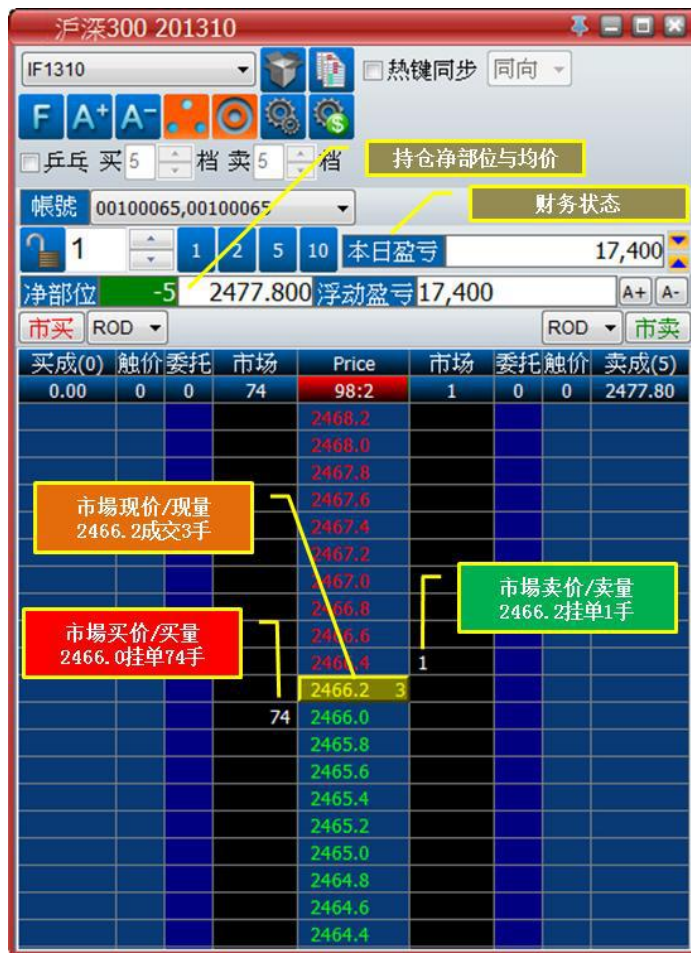 沪深300 201310
IF1310 热键同步 同向
F A+ A-
乒乓 买 5 档 卖 5 档
持仓净部位与均价
帳號 00100065,00100065
财务状态
1 1 2 5 10 本日盈亏 17,400
净部位 -5 2477.800 浮动盈亏 17,400 A+ A-
市买 ROD ROD 市卖
买成(0) 触价 委托 市场 Price 市场 委托 触价 卖成(5)
0.00 0 0 74 98:2 1 0 0 2477.80
2468.2
2468.0
2467.8
2467.6
市場现价/现量
2466.2成交3手
2467.4
2467.2
2467.0
市場卖价/卖量
2466.2挂单1手
2466.8
市場买价/买量
2466.0挂单74手
2466.6
2466.4 1
2466.2 3
74 2466.0
2465.8
2465.6
2465.4
2465.2
2465.0
2464.8
2464.6
2464.4